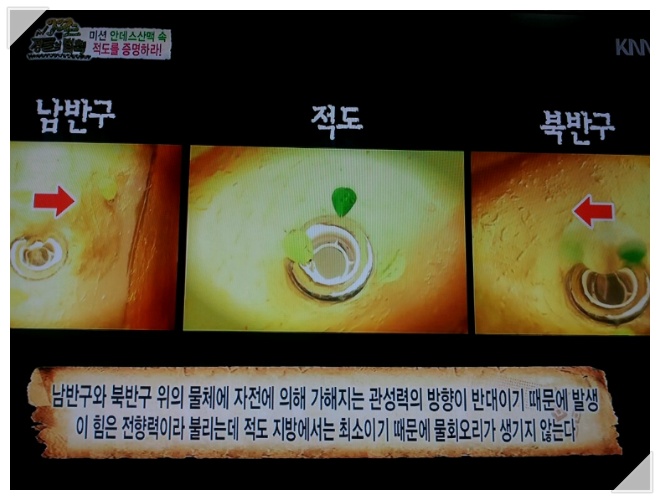 미션 안데스산맥 속
적도를 증명하라!
KNN
남반구
적도
북반구
남반구와 북반구 위의 물체에 자전에 의해 가해지는 관성력의 방향이 반대이기 때문에 발생
이 힘은 전향력이라 불리는데 적도 지방에서는 최소이기 때문에 물회오리가 생기지 않는다